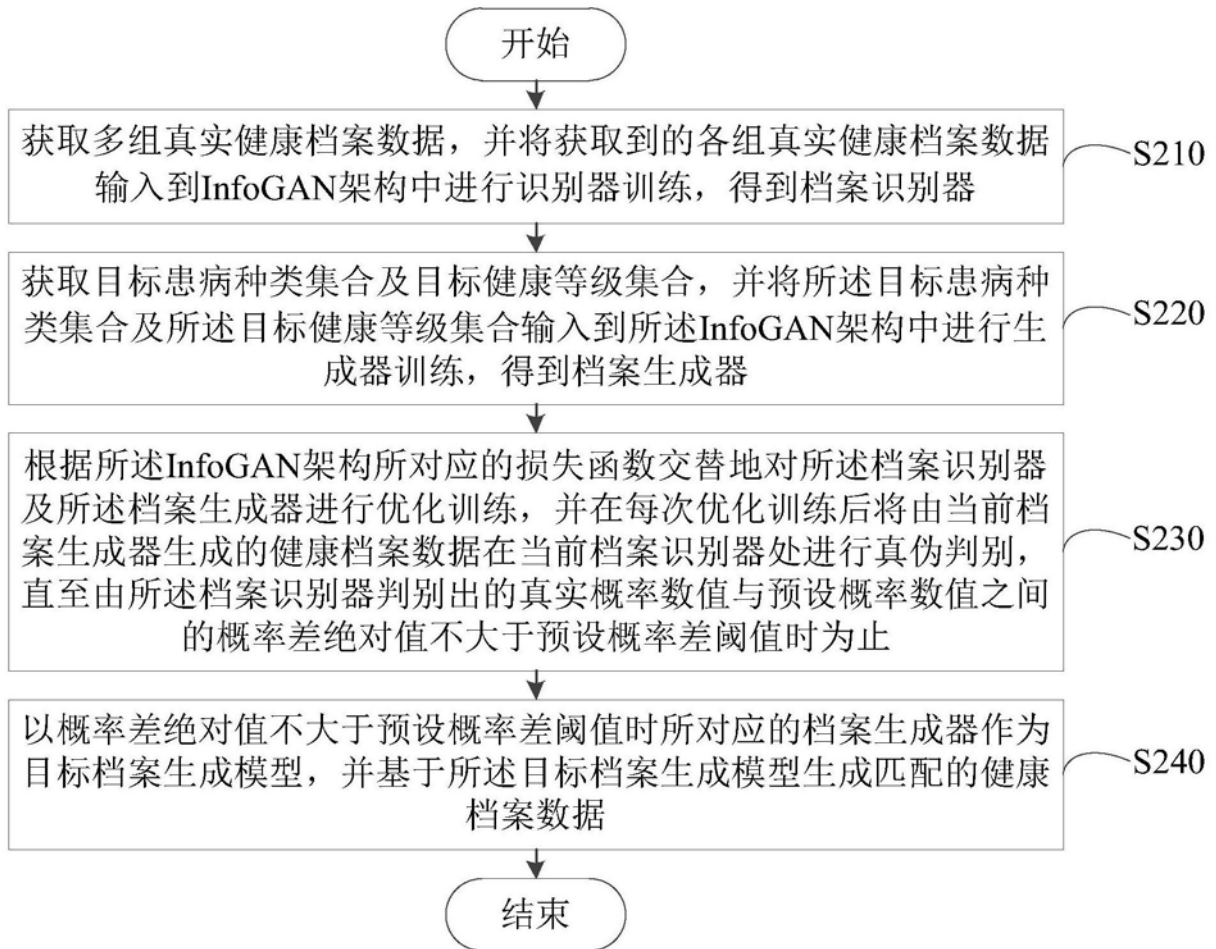 开始
获取多组真实健康档案数据，并将获取到的各组真实健康档案数据
输入到InfoGAN架构中进行识别器训练，得到档案识别器
S210
获取目标患病种类集合及目标健康等级集合，并将所述目标患病种
类集合及所述目标健康等级集合输入到所述InfoGAN架构中进行生
成器训练，得到档案生成器
S220
根据所述InfoGAN架构所对应的损失函数交替地对所述档案识别器
及所述档案生成器进行优化训练，并在每次优化训练后将由当前档
案生成器生成的健康档案数据在当前档案识别器处进行真伪判别，
直至由所述档案识别器判别出的真实概率数值与预设概率数值之间
的概率差绝对值不大于预设概率差阈值时为止
S230
以概率差绝对值不大于预设概率差阈值时所对应的档案生成器作为
目标档案生成模型，并基于所述目标档案生成模型生成匹配的健康
档案数据
S240
结束